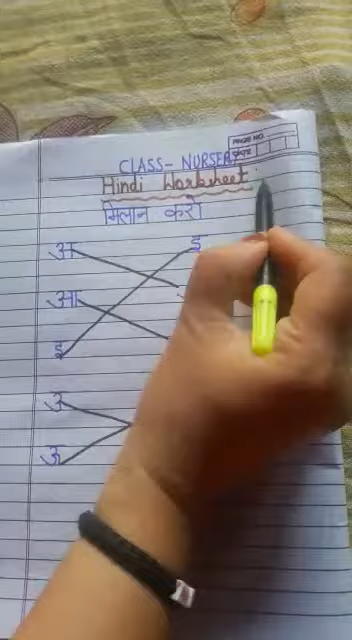 PAGE NO.
DATE
CLASS- NURSERY
Hindi Worksheet
मिलान करो
अ इ
आ
इ
उ
ऊ